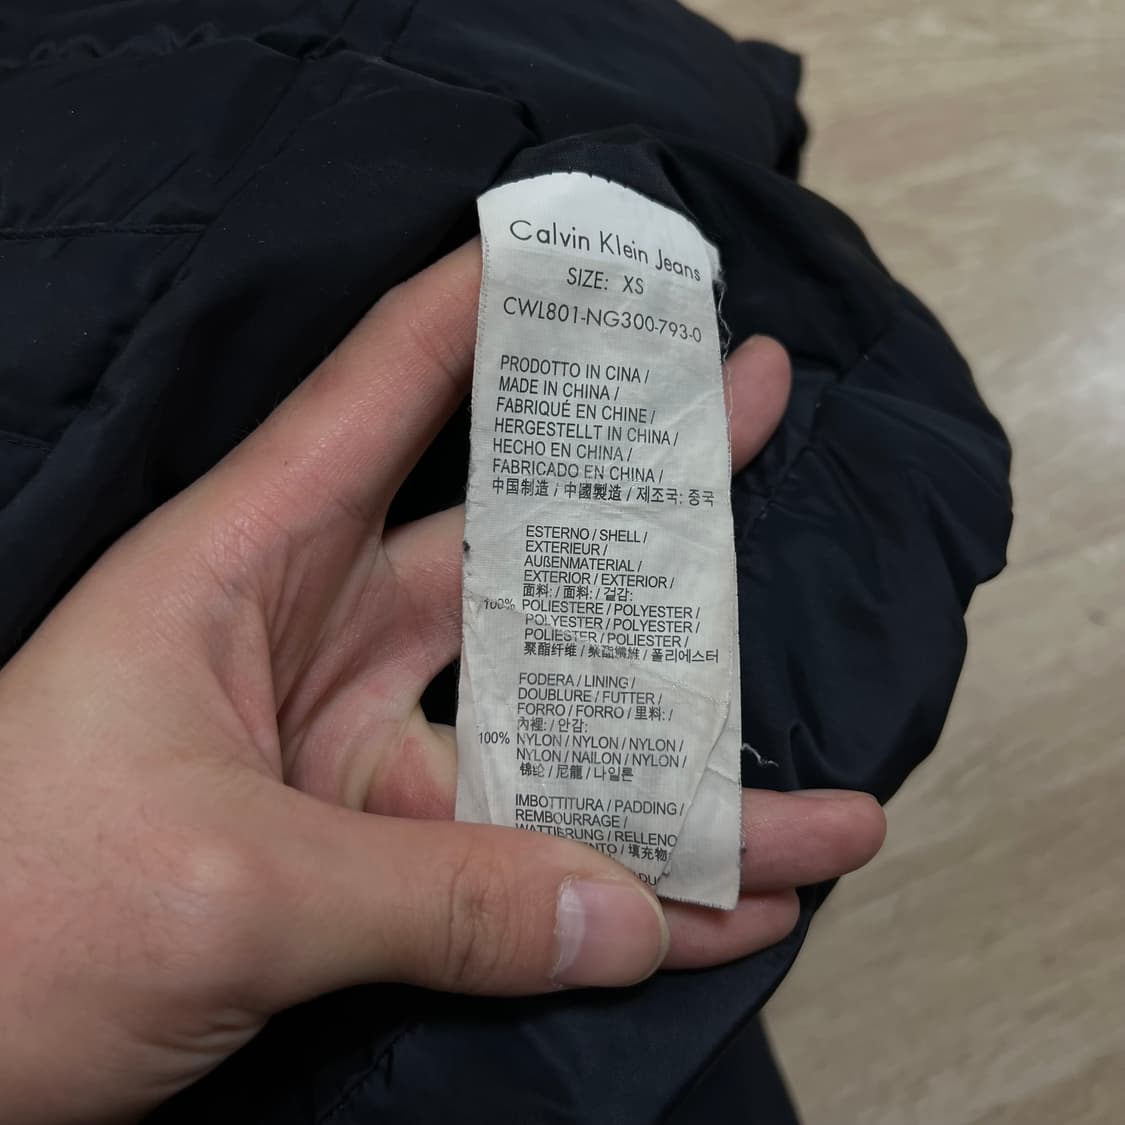 Calvin Klein Jeans
SIZE: XS
CWL801-NG300-793-0
PRODOTTO IN CINA /
MADE IN CHINA /
FABRIQUÉ EN CHINE /
HERGESTELLT IN CHINA /
HECHO EN CHINA /
FABRICADO EN CHINA /
中国制造 / 中國製造 / 제조국: 중국
ESTERNO / SHELL /
EXTERIEUR /
AUßENMATERIAL /
EXTERIOR / EXTERIOR /
面料: / 面料: / 겉감:
100% POLIESTERE / POLYESTER /
POLYESTER / POLYESTER /
POLIESTER / POLIESTER /
聚酯纤维 / 聚酯纖維 / 폴리에스터
FODERA / LINING /
DOUBLURE / FUTTER /
FORRO / FORRO / 里料: /
內裡: / 안감:
100% NYLON / NYLON / NYLON /
NYLON / NAILON / NYLON /
锦纶 / 尼龍 / 나일론
IMBOTTITURA / PADDING /
REMBOURRAGE /
WATTIERUNG / RELLENO
/ 填充物